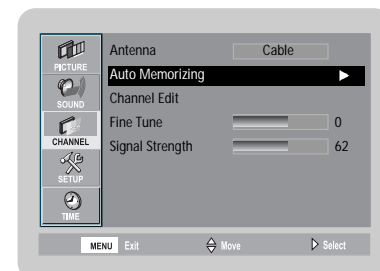 PICTURE
SOUND
CHANNEL
SETUP
TIME
Antenna Cable
Auto Memorizing
Channel Edit
Fine Tune 0
Signal Strength 62
MENU Exit Move Select